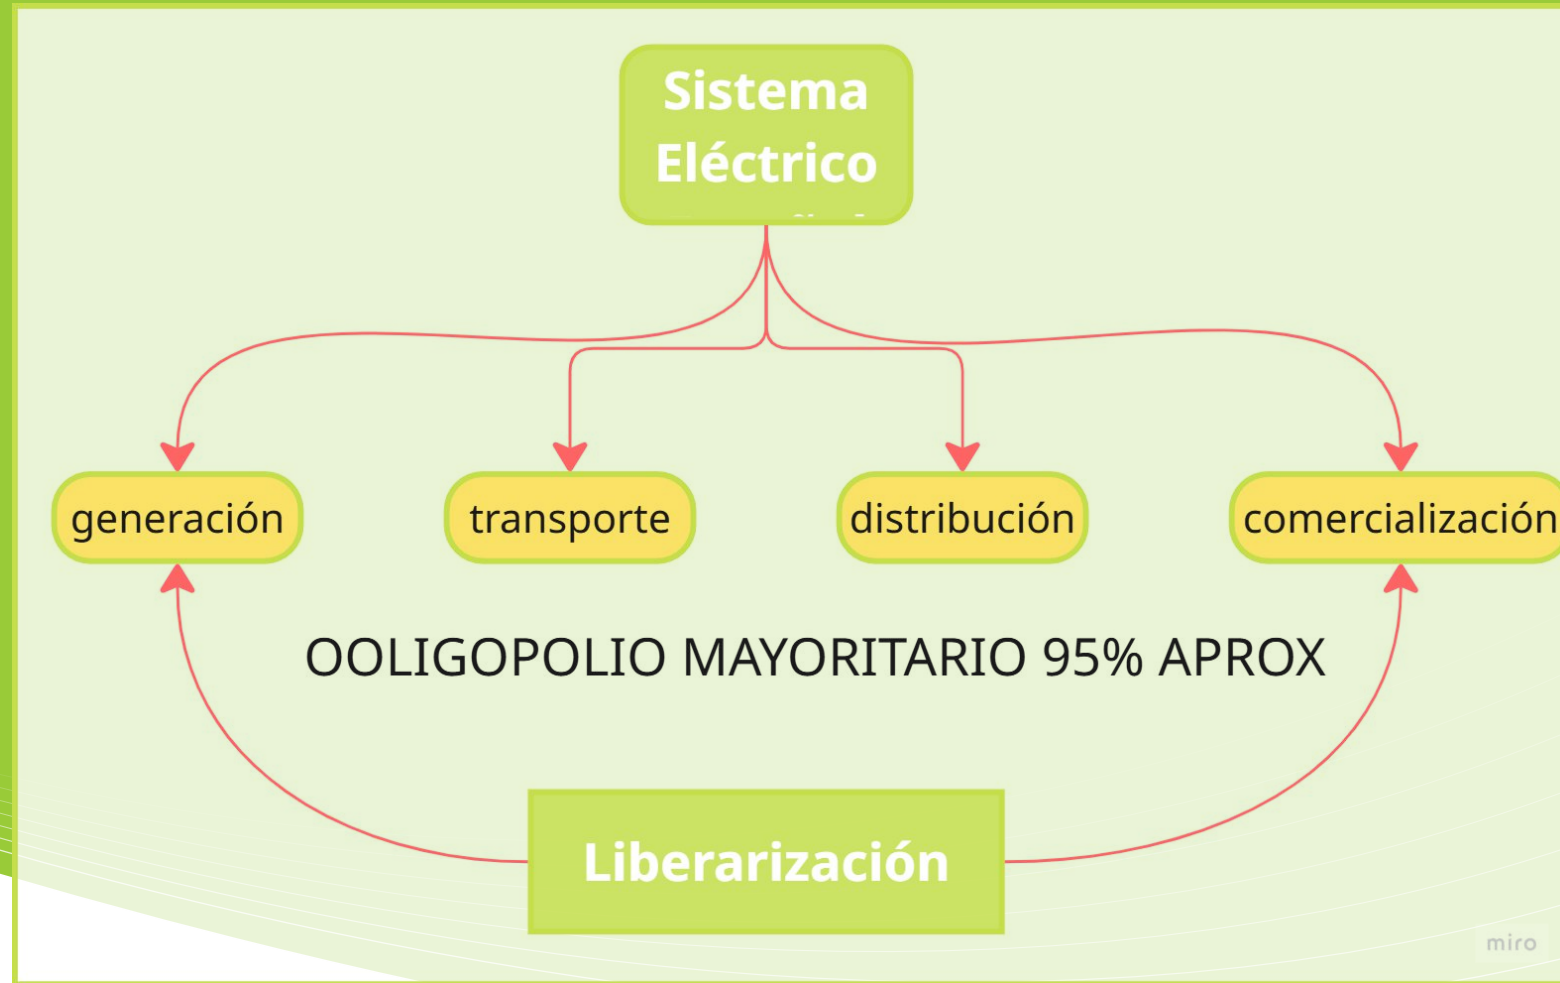 Sistema
Eléctrico
generación
transporte
distribución
comercialización
OOLIGOPOLIO MAYORITARIO 95% APROX
Liberarización
miro